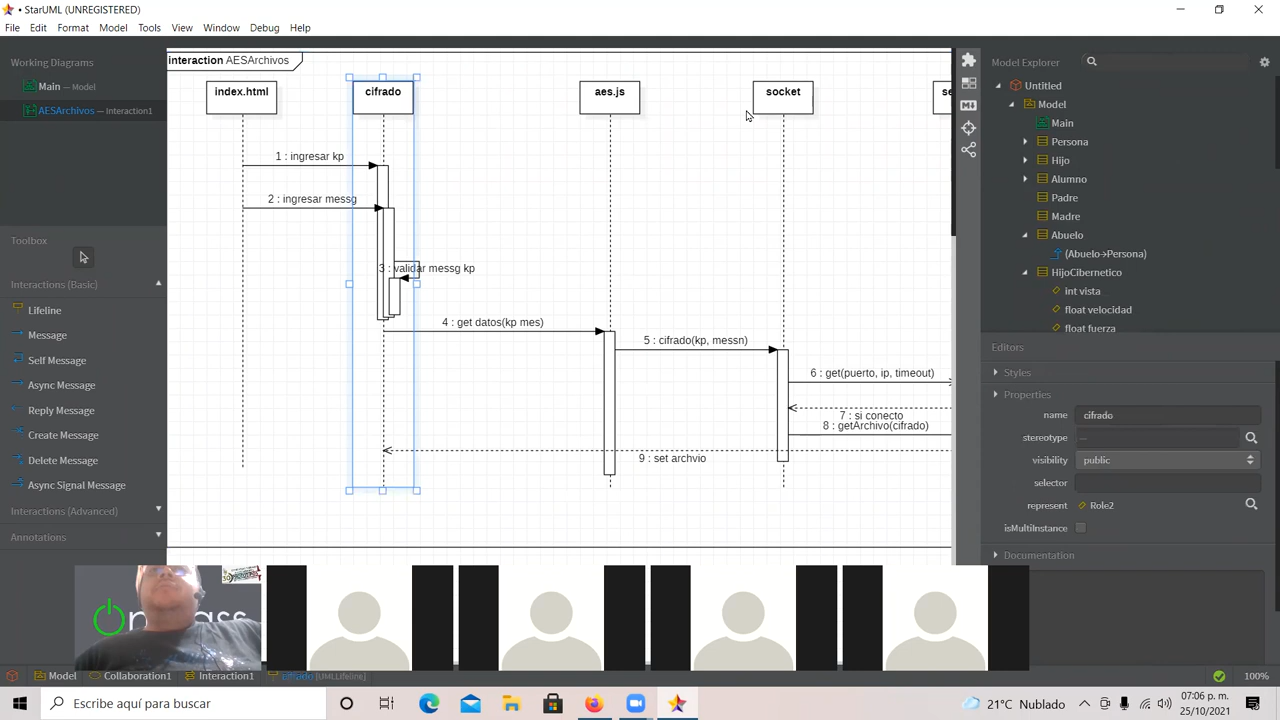 • StarUML (UNREGISTERED)
File Edit Format Model Tools View Window Debug Help
Working Diagrams
Main — Model
AESArchivos — Interaction1
Toolbox
Interactions (Basic)
Lifeline
Message
Self Message
Async Message
Reply Message
Create Message
Delete Message
Async Signal Message
Interactions (Advanced)
Annotations
interaction AESArchivos
index.html
cifrado
aes.js
socket
se
1 : ingresar kp
2 : ingresar messg
3 : validar messg kp
4 : get datos(kp mes)
5 : cifrado(kp, messn)
6 : get(puerto, ip, timeout)
7 : si conecto
8 : getArchivo(cifrado)
9 : set archvio
Model Explorer
Untitled
Model
Main
Persona
Hijo
Alumno
Padre
Madre
Abuelo
(Abuelo→Persona)
HijoCibernetico
int vista
float velocidad
float fuerza
Editors
Styles
Properties
name cifrado
stereotype —
visibility public
selector
represent Role2
isMultiInstance
Documentation
Model Collaboration1 Interaction1 cifrado [UMLLifeline]
100%
Escribe aquí para buscar
21°C Nublado
07:06 p. m.
25/10/2021